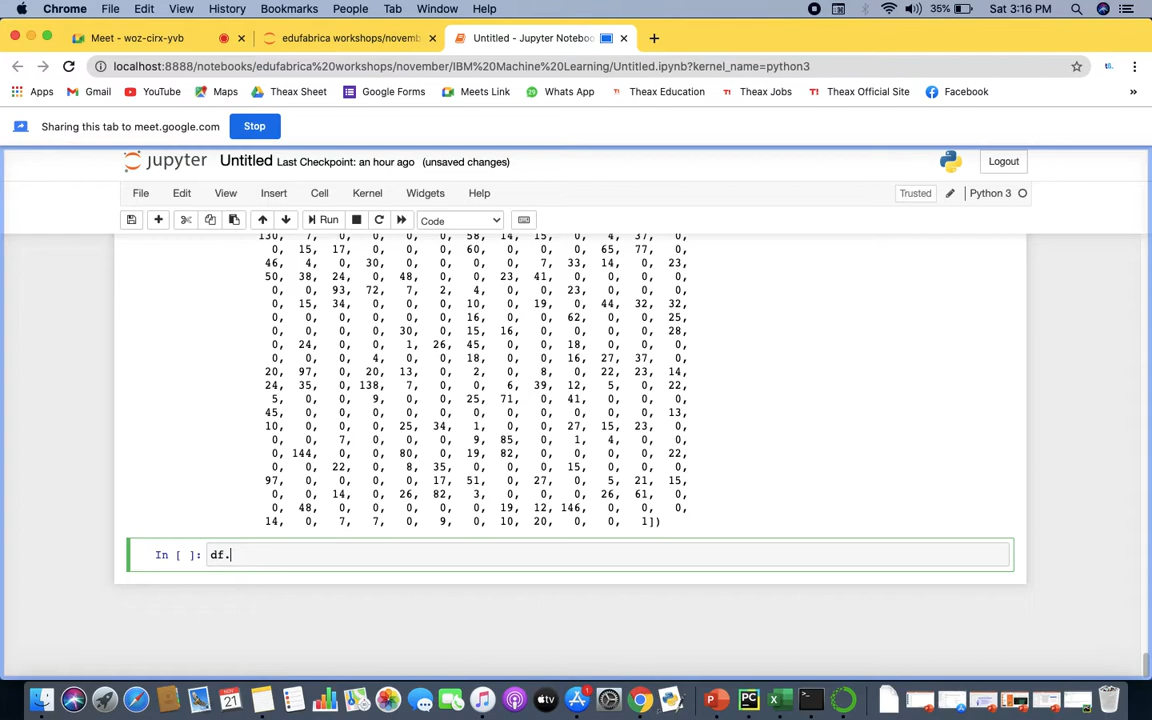 Chrome File Edit View History Bookmarks People Tab Window Help 35% Sat 3:16 PM
Meet - woz-cirx-yvb edufabrica workshops/novemb Untitled - Jupyter Noteboo
localhost:8888/notebooks/edufabrica%20workshops/november/IBM%20Machine%20Learning/Untitled.ipynb?kernel_name=python3
Apps Gmail YouTube Maps Theax Sheet Google Forms Meets Link Whats App Theax Education Theax Jobs Theax Official Site Facebook
Sharing this tab to meet.google.com Stop
jupyter Untitled Last Checkpoint: an hour ago (unsaved changes) Logout
File Edit View Insert Cell Kernel Widgets Help Trusted Python 3
Run Code
130, 7, 0, 0, 0, 0, 58, 14, 15, 0, 4, 37, 0,
0, 15, 17, 0, 0, 0, 60, 0, 0, 0, 65, 77, 0,
46, 4, 0, 30, 0, 0, 0, 0, 7, 33, 14, 0, 23,
50, 38, 24, 0, 48, 0, 0, 23, 41, 0, 0, 0, 0,
0, 0, 93, 72, 7, 2, 4, 0, 0, 23, 0, 0, 0,
0, 15, 34, 0, 0, 0, 10, 0, 19, 0, 44, 32, 32,
0, 0, 0, 0, 0, 0, 16, 0, 0, 62, 0, 0, 25,
0, 0, 0, 0, 30, 0, 15, 16, 0, 0, 0, 0, 28,
0, 24, 0, 0, 1, 26, 45, 0, 0, 18, 0, 0, 0,
0, 0, 0, 4, 0, 0, 18, 0, 0, 16, 27, 37, 0,
20, 97, 0, 20, 13, 0, 2, 0, 8, 0, 22, 23, 14,
24, 35, 0, 138, 7, 0, 0, 6, 39, 12, 5, 0, 22,
5, 0, 0, 9, 0, 0, 25, 71, 0, 41, 0, 0, 0,
45, 0, 0, 0, 0, 0, 0, 0, 0, 0, 0, 0, 13,
10, 0, 0, 0, 25, 34, 1, 0, 0, 27, 15, 23, 0,
0, 0, 7, 0, 0, 0, 9, 85, 0, 1, 4, 0, 0,
0, 144, 0, 0, 80, 0, 19, 82, 0, 0, 0, 0, 22,
0, 0, 22, 0, 8, 35, 0, 0, 0, 15, 0, 0, 0,
97, 0, 0, 0, 0, 17, 51, 0, 27, 0, 5, 21, 15,
0, 0, 14, 0, 26, 82, 3, 0, 0, 0, 26, 61, 0,
0, 48, 0, 0, 0, 0, 0, 19, 12, 146, 0, 0, 0,
14, 0, 7, 7, 0, 9, 0, 10, 20, 0, 0, 1])
In [ ]: df.